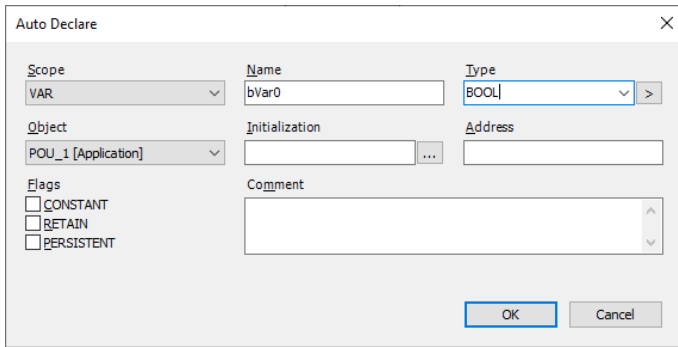 Auto Declare
Scope Name Type
VAR bVar0 BOOL >
Object Initialization Address
POU_1 [Application] ...
Flags Comment
CONSTANT
RETAIN
PERSISTENT
OK Cancel